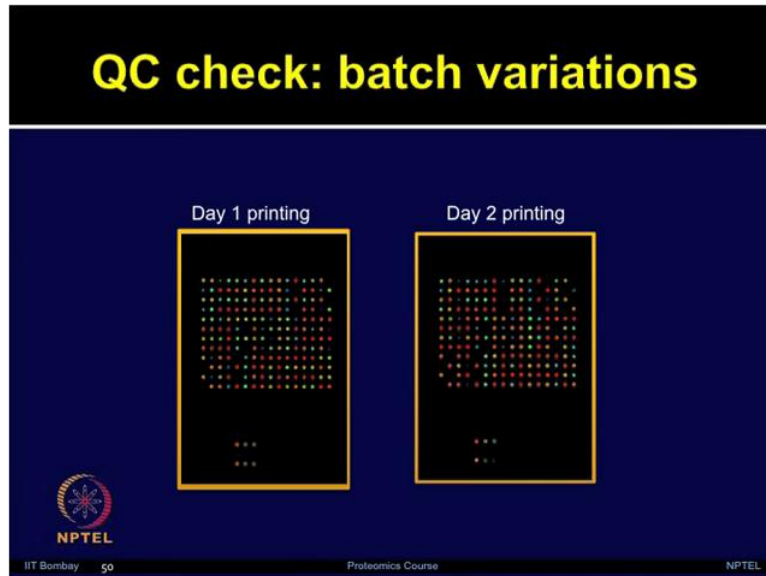 QC check: batch variations
Day 1 printing
Day 2 printing
NPTEL
IIT Bombay 50 Proteomics Course NPTEL